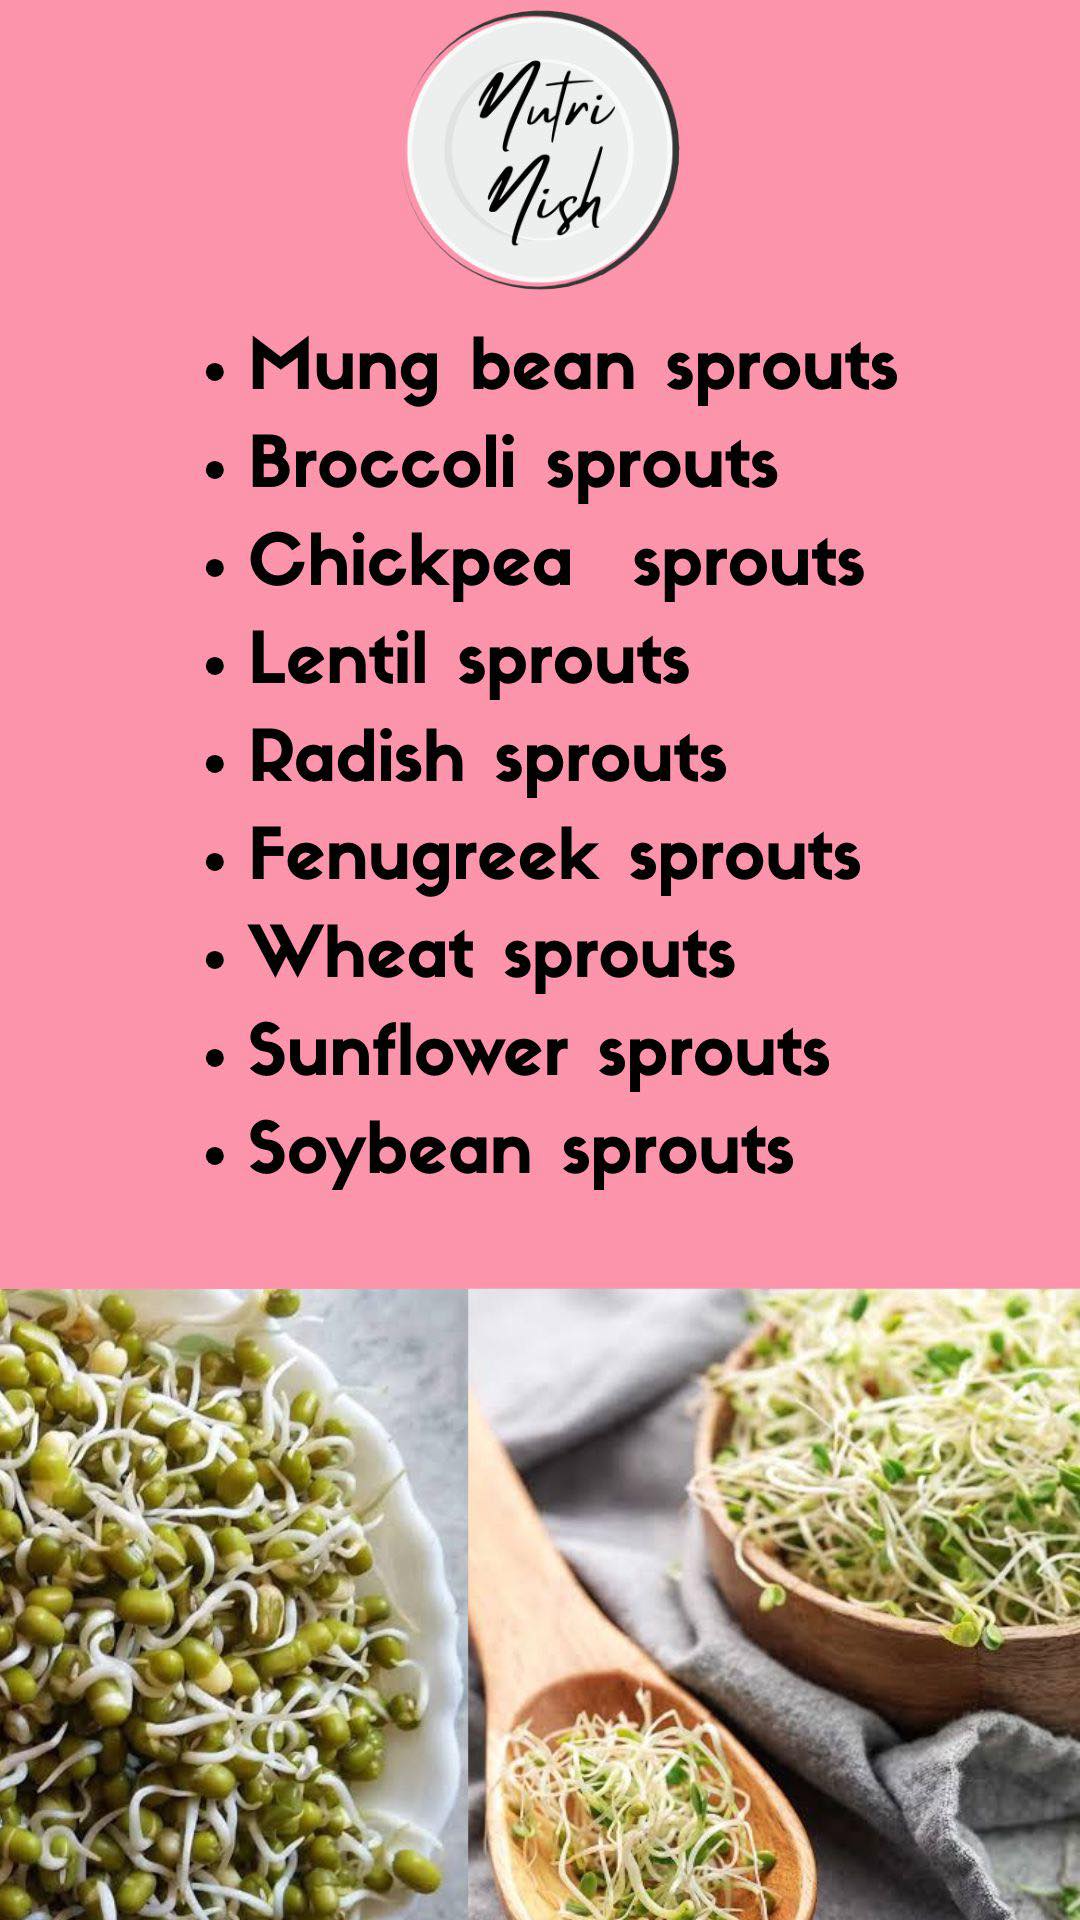 Nutri
Nish
• Mung bean sprouts
• Broccoli sprouts
• Chickpea  sprouts
• Lentil sprouts
• Radish sprouts
• Fenugreek sprouts
• Wheat sprouts
• Sunflower sprouts
• Soybean sprouts